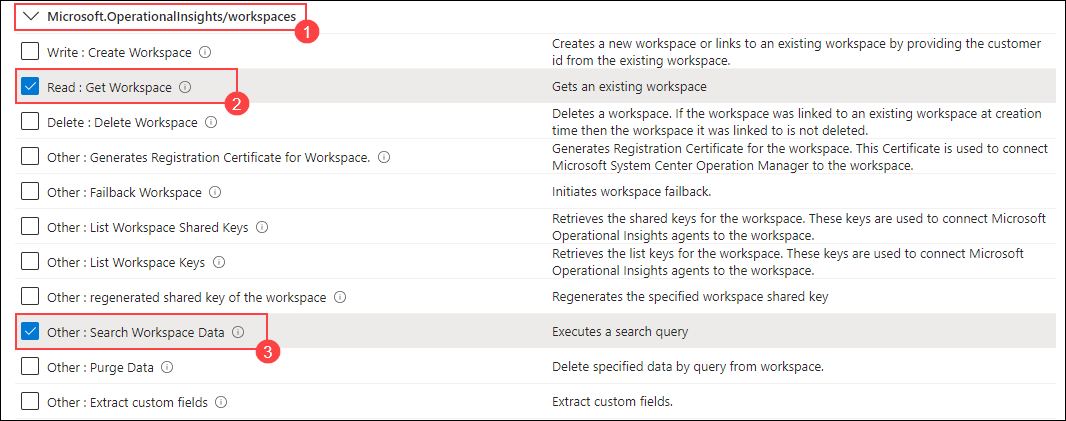 Microsoft.OperationalInsights/workspaces
1
Write : Create Workspace
Creates a new workspace or links to an existing workspace by providing the customer
id from the existing workspace.
Read : Get Workspace
Gets an existing workspace
2
Delete : Delete Workspace
Deletes a workspace. If the workspace was linked to an existing workspace at creation
time then the workspace it was linked to is not deleted.
Other : Generates Registration Certificate for Workspace.
Generates Registration Certificate for the workspace. This Certificate is used to connect
Microsoft System Center Operation Manager to the workspace.
Other : Failback Workspace
Initiates workspace failback.
Other : List Workspace Shared Keys
Retrieves the shared keys for the workspace. These keys are used to connect Microsoft
Operational Insights agents to the workspace.
Other : List Workspace Keys
Retrieves the list keys for the workspace. These keys are used to connect Microsoft
Operational Insights agents to the workspace.
Other : regenerated shared key of the workspace
Regenerates the specified workspace shared key
Other : Search Workspace Data
Executes a search query
3
Other : Purge Data
Delete specified data by query from workspace.
Other : Extract custom fields
Extract custom fields.